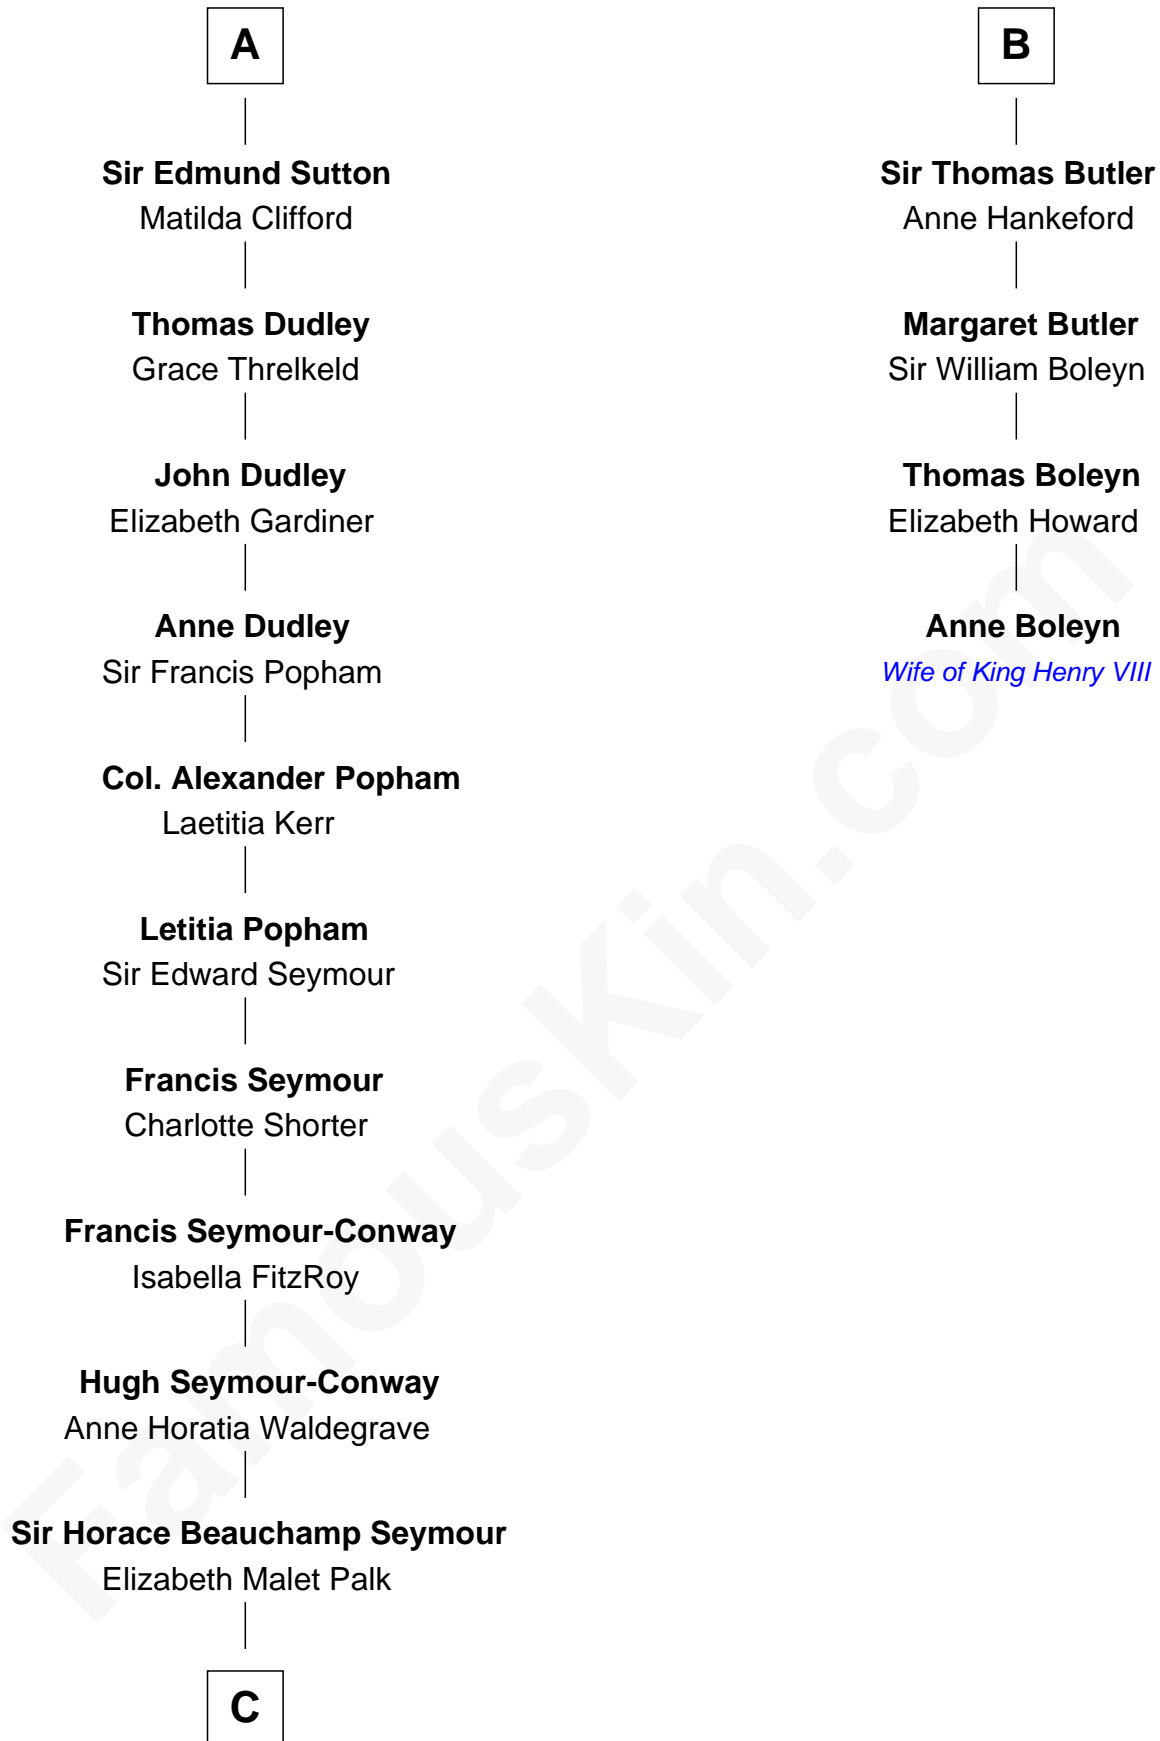 A
Sir Edmund Sutton
Matilda Clifford
Thomas Dudley
Grace Threlkeld
John Dudley
Elizabeth Gardiner
Anne Dudley
Sir Francis Popham
Col. Alexander Popham
Laetitia Kerr
Letitia Popham
Sir Edward Seymour
Francis Seymour
Charlotte Shorter
Francis Seymour-Conway
Isabella FitzRoy
Hugh Seymour-Conway
Anne Horatia Waldegrave
Sir Horace Beauchamp Seymour
Elizabeth Malet Palk
C
B
Sir Thomas Butler
Anne Hankeford
Margaret Butler
Sir William Boleyn
Thomas Boleyn
Elizabeth Howard
Anne Boleyn
Wife of King Henry VIII
FamousKin.com